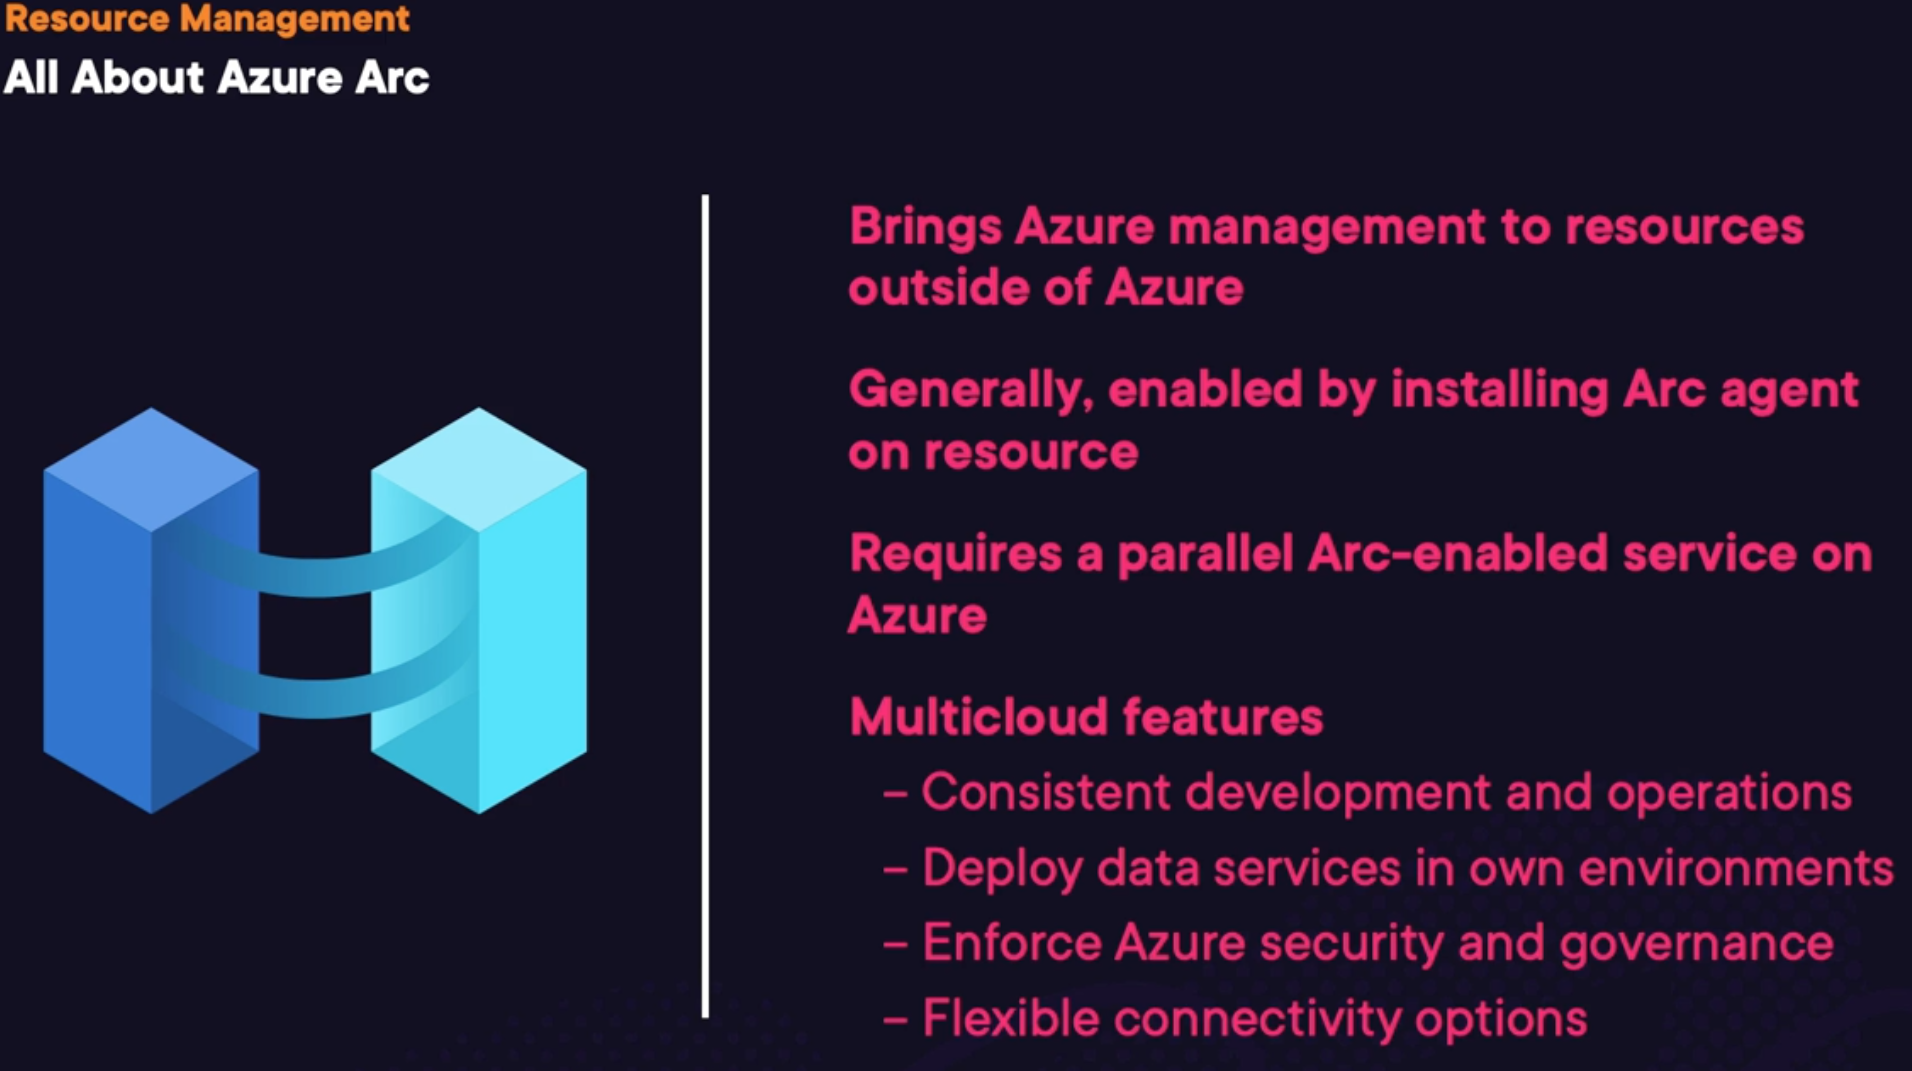 Resource Management
All About Azure Arc
Brings Azure management to resources
outside of Azure
Generally, enabled by installing Arc agent
on resource
Requires a parallel Arc-enabled service on
Azure
Multicloud features
– Consistent development and operations
– Deploy data services in own environments
– Enforce Azure security and governance
– Flexible connectivity options